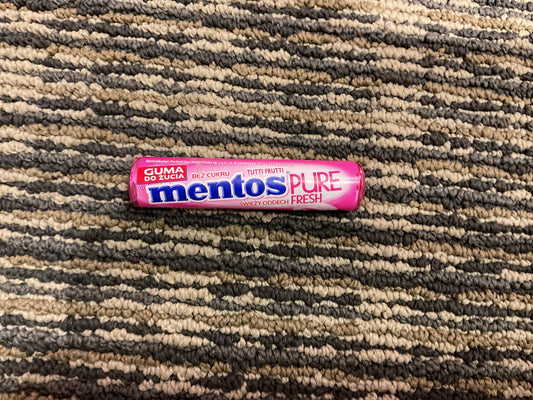 GUMA
DO ŻUCIA
BEZ CUKRU
TUTTI FRUTTI
mentos PURE
ŚWIEŻY ODDECH FRESH